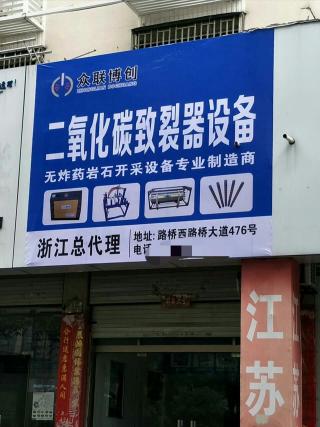 众联博创
ZHONGLIAN BOCHUANG
二氧化碳致裂器设备
无炸药岩石开采设备专业制造商
浙江总代理
地址: 路桥西路桥大道476号
电话
江苏